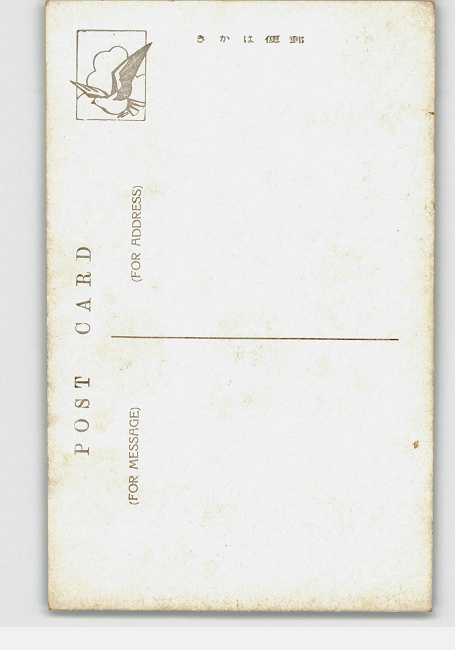 きかは便郵
POST CARD
(FOR ADDRESS)
(FOR MESSAGE)